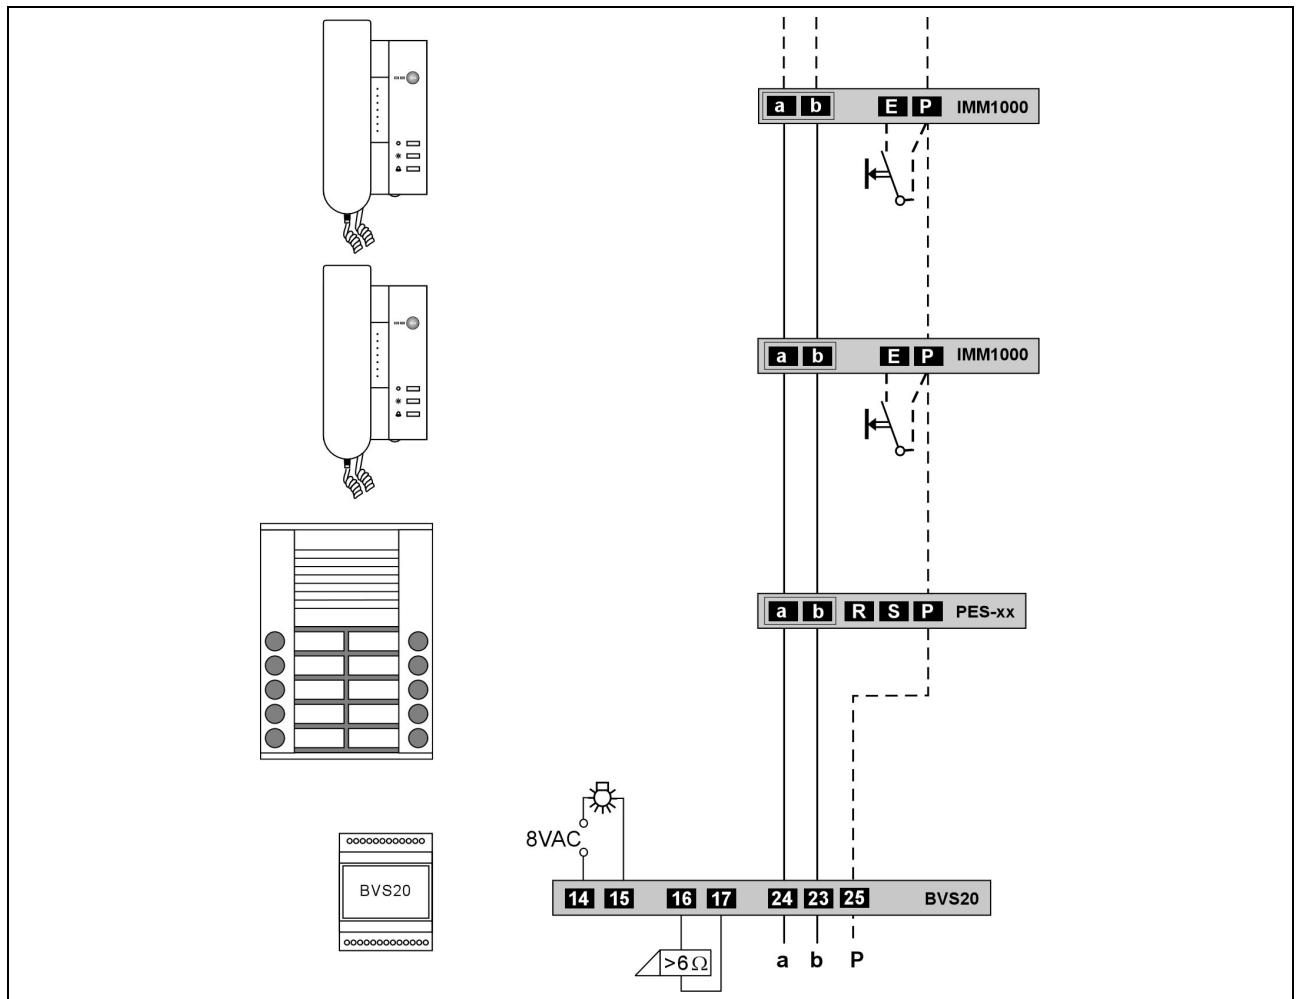 a b E P IMM1000
a b E P IMM1000
a b R S P PES-xx
8VAC
BVS20
14 15 16 17 24 23 25 BVS20
>6Ω
a b P